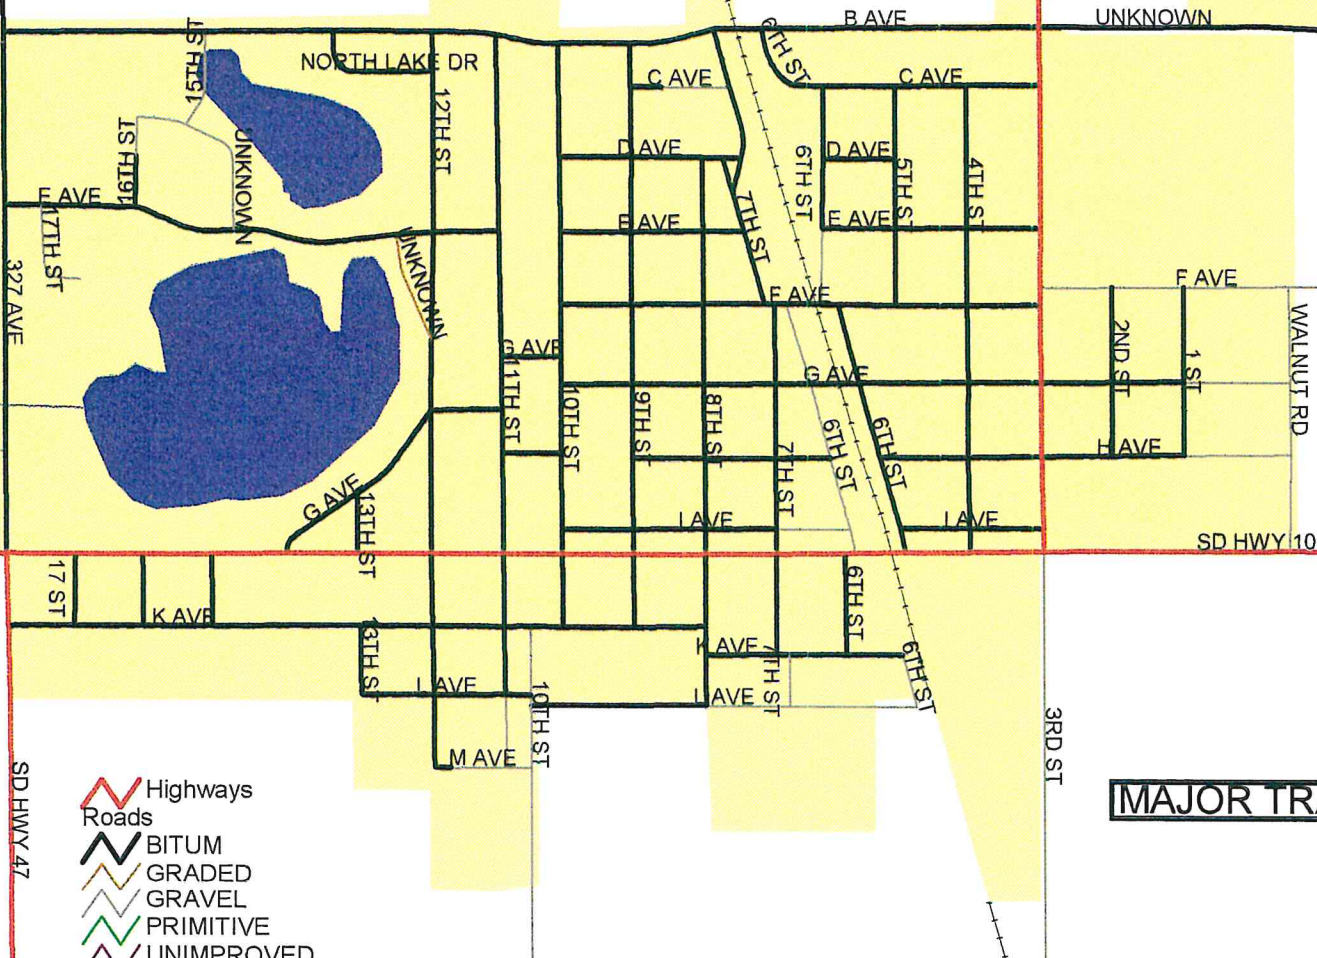 B AVE
UNKNOWN
15TH ST
NORTH LAKE DR
6TH ST
C AVE
C AVE
12TH ST
16TH ST
UNKNOWN
D AVE
6TH ST
D AVE
5TH ST
4TH ST
E AVE
17TH ST
7TH ST
E AVE
E AVE
UNKNOWN
327 AVE
F AVE
F AVE
WALNUT RD
G AVE
11TH ST
G AVE
2ND ST
1 ST
10TH ST
9TH ST
8TH ST
7TH ST
6TH ST
6TH ST
H AVE
G AVE
13TH ST
I AVE
I AVE
SD HWY 10
17 ST
K AVE
13TH ST
6TH ST
K AVE
7TH ST
6TH ST
L AVE
10TH ST
L AVE
3RD ST
M AVE
SD HWY 47
Highways
Roads
BITUM
GRADED
GRAVEL
PRIMITIVE
UNIMPROVED
MAJOR TRA